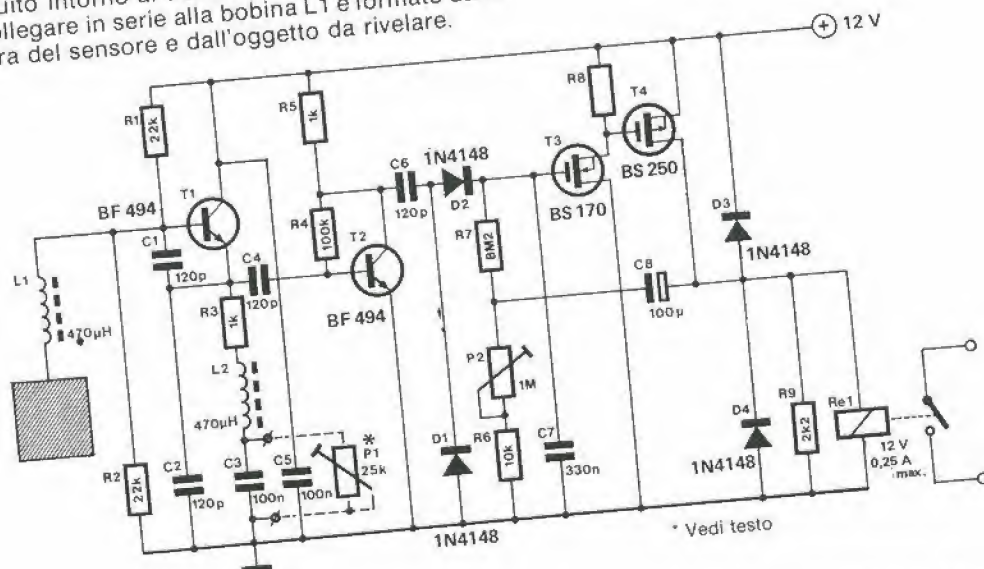 ollegare in serie alla bobina L1 e formato
ra del sensore e dall'oggetto da rivelare.
12 V
R1
22k
R5
1k
R8
T4
T3
BS 250
C6
1N4148
D2
120p
BS 170
T1
BF 494
C1
120p
R4
100k
T2
R7
8M2
D3
1N4148
L1
470µH
C4
120p
BF 494
C8
100µ
R3
1k
L2
470µH
P2
1M
D4
R9
2k2
Re1
12 V
0,25 A
max.
*
P1
25k
D1
R6
10k
C7
330n
1N4148
R2
22k
C2
120p
C3
100n
C5
100n
1N4148
* Vedi testo